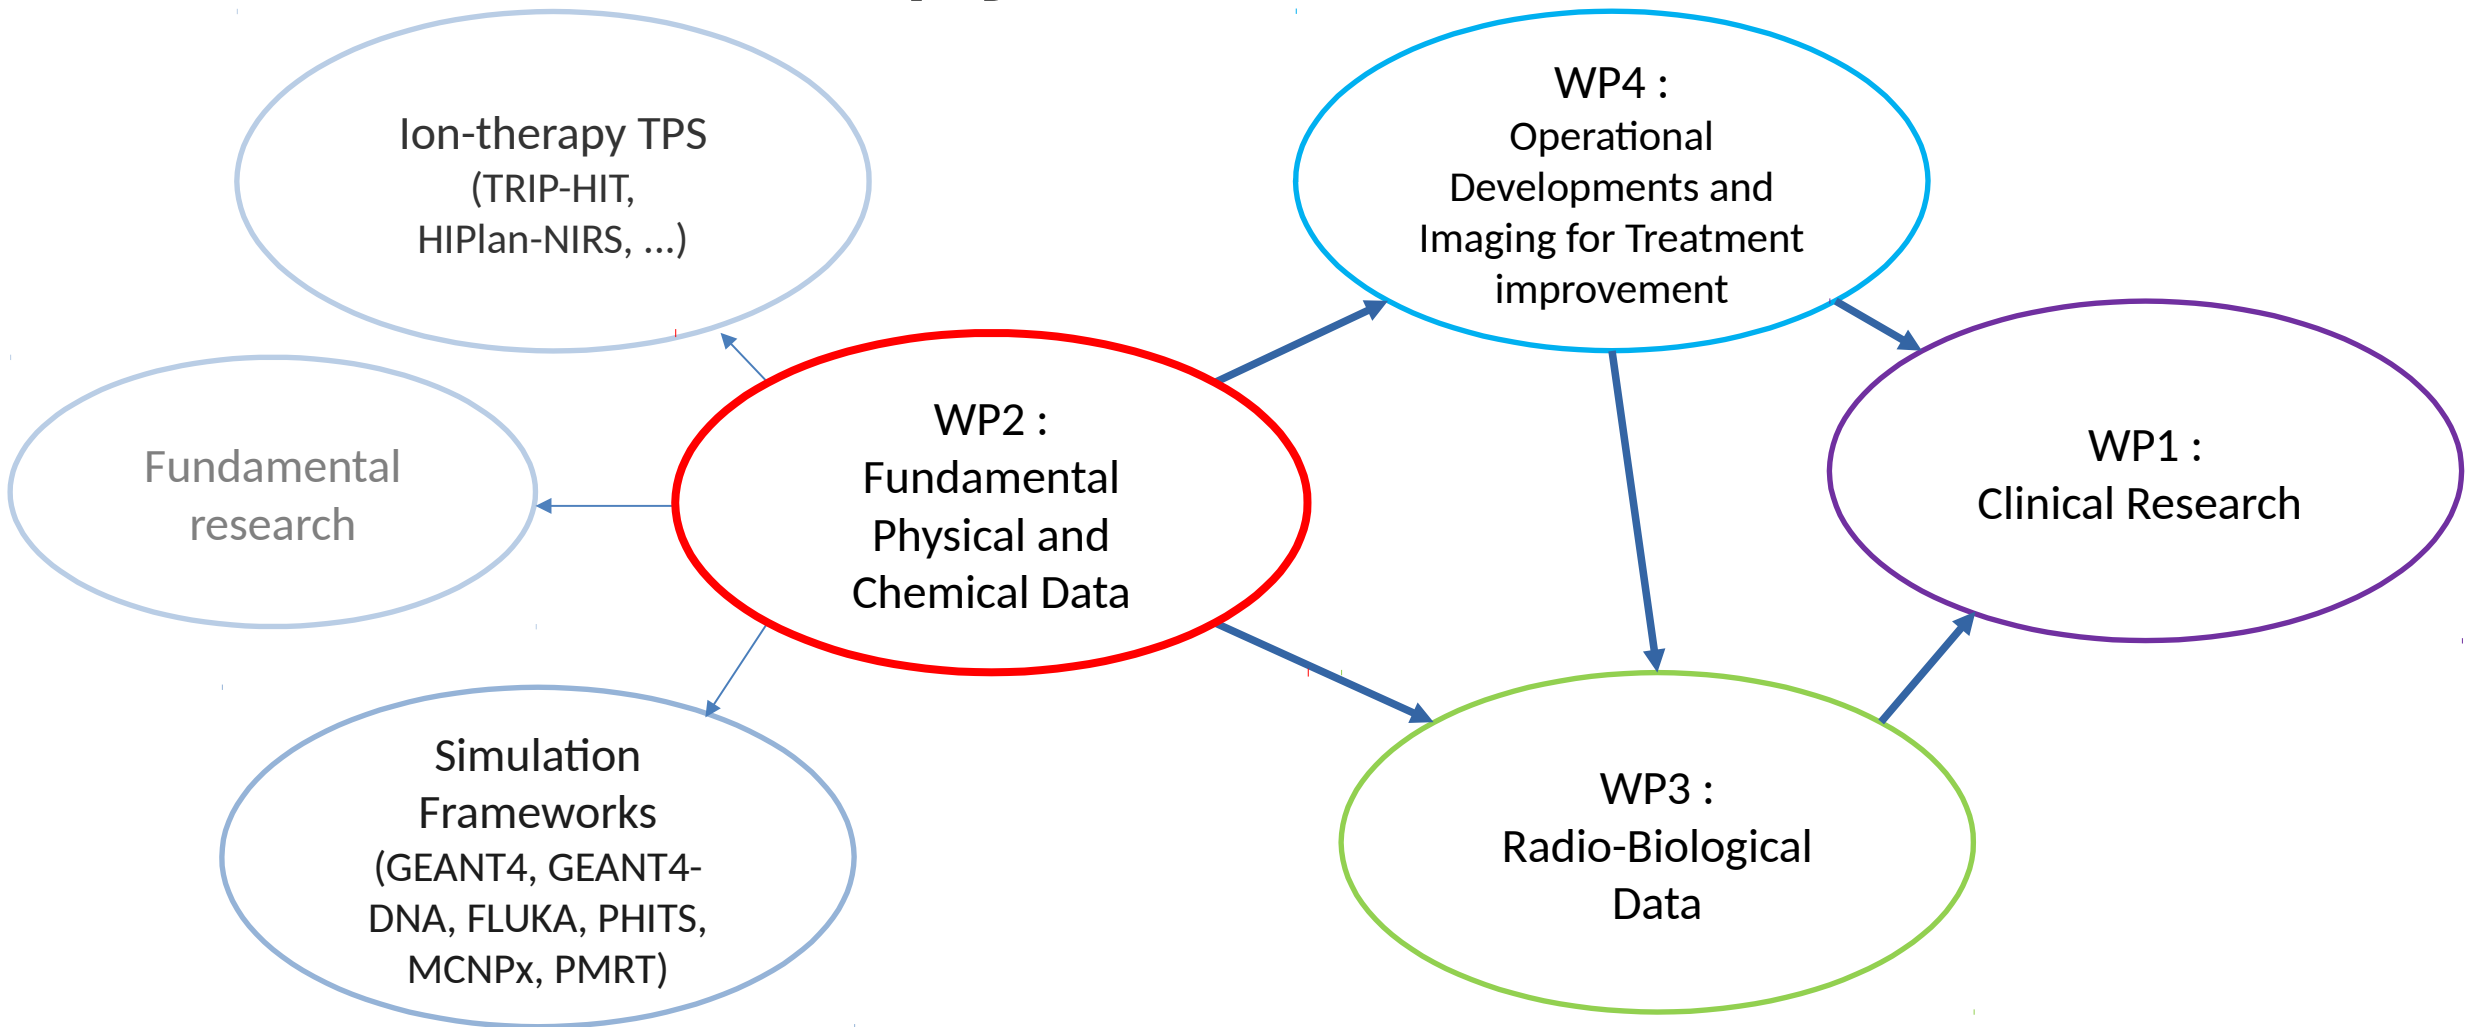 Ion-therapy TPS
(TRIP-HIT,
HIPlan-NIRS, ...)
WP4 :
Operational
Developments and
Imaging for Treatment
improvement
Fundamental
research
WP2 :
Fundamental
Physical and
Chemical Data
WP1 :
Clinical Research
Simulation
Frameworks
(GEANT4, GEANT4-
DNA, FLUKA, PHITS,
MCNPx, PMRT)
WP3 :
Radio-Biological
Data